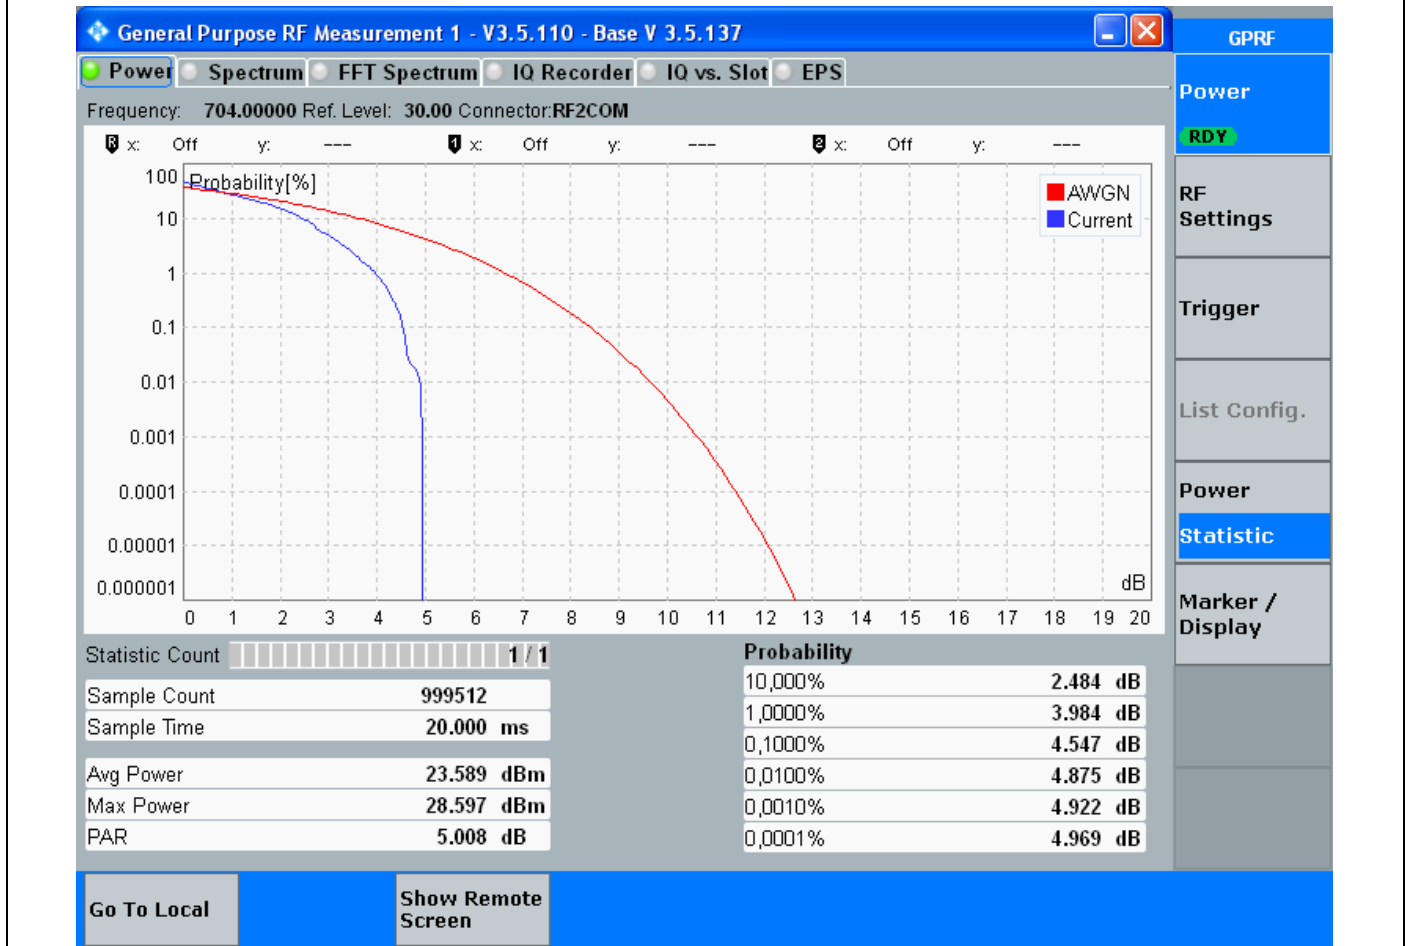 General Purpose RF Measurement 1 - V3.5.110 - Base V 3.5.137
GPRF
Power Spectrum FFT Spectrum IQ Recorder IQ vs. Slot EPS
Frequency: 704.00000 Ref. Level: 30.00 Connector:RF2COM
R x: Off y: --- 1 x: Off y: --- 2 x: Off y: ---
Probability[%]
AWGN
Current
100
10
1
0.1
0.01
0.001
0.0001
0.00001
0.000001
dB
0 1 2 3 4 5 6 7 8 9 10 11 12 13 14 15 16 17 18 19 20
Statistic Count 1 / 1
Sample Count 999512
Sample Time 20.000 ms
Avg Power 23.589 dBm
Max Power 28.597 dBm
PAR 5.008 dB
Probability
10,000% 2.484 dB
1,0000% 3.984 dB
0,1000% 4.547 dB
0,0100% 4.875 dB
0,0010% 4.922 dB
0,0001% 4.969 dB
Power
RDY
RF
Settings
Trigger
List Config.
Power
Statistic
Marker /
Display
Go To Local
Show Remote
Screen